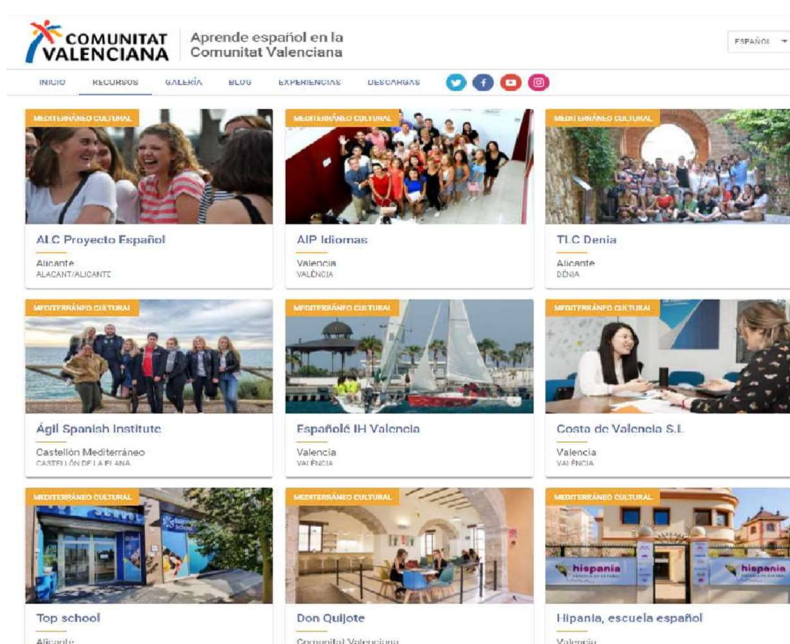 COMUNITAT VALENCIANA
Aprende español en la
Comunitat Valenciana
ESPAÑOL
INICIO RECURSOS GALERÍA BLOG EXPERIENCIAS DESCARGAS
MEDITERRÁNEO CULTURAL MEDITERRÁNEO CULTURAL MEDITERRÁNEO CULTURAL
ALC Proyecto Español AIP Idiomas TLC Denia
Alicante Valencia Alicante
ALACANT/ALICANTE VALÈNCIA DÉNIA
MEDITERRÁNEO CULTURAL MEDITERRÁNEO CULTURAL MEDITERRÁNEO CULTURAL
Ágil Spanish Institute Españolé IH Valencia Costa de Valencia S.L.
Castellón Mediterráneo Valencia Valencia
CASTELLÓN DE LA PLANA VALÈNCIA VALÈNCIA
MEDITERRÁNEO CULTURAL MEDITERRÁNEO CULTURAL MEDITERRÁNEO CULTURAL
hispania hispania
Top school Don Quijote Hipania, escuela español
Alicante Comunitat Valenciana Valencia